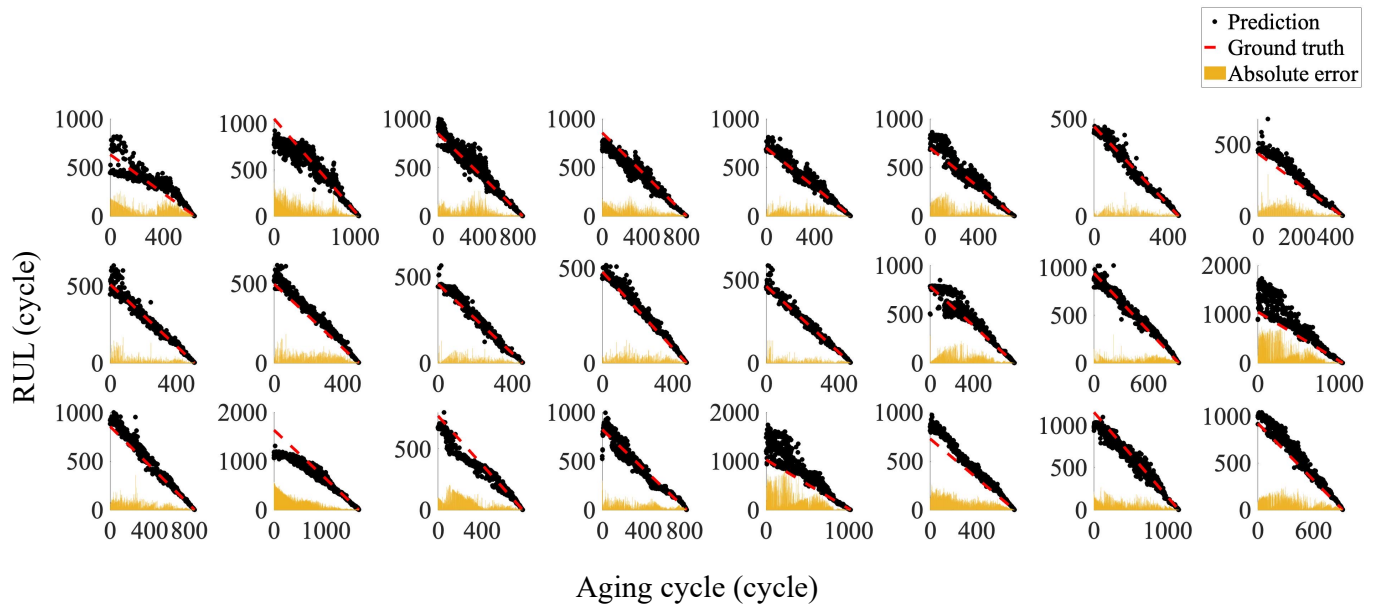 Prediction
Ground truth
Absolute error
1000 1000 1000 1000 1000 1000 500 500
500 500 500 500 500 500
0 0 0 0 0 0 0 0
0 400 0 1000 0 400 800 0 400 800 0 400 0 400 0 400 0 200 400
RUL (cycle)
500 500 500 500 500 1000 1000 2000
500 500 1000
0 0 0 0 0 0 0 0
0 400 0 400 0 400 0 400 0 400 0 400 0 600 0 1000
1000 2000 500 1000 2000 1000 1000 1000
500 1000 500 1000 500 500 500
0 0 0 0 0 0 0 0
0 400 800 0 1000 0 400 0 400 800 0 1000 0 400 0 1000 0 600
Aging cycle (cycle)